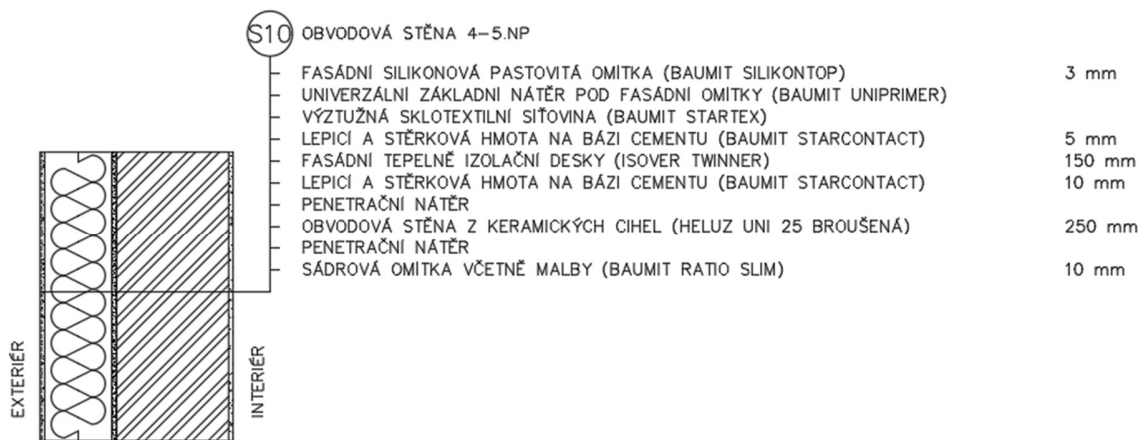 S10 OBVODOVÁ STĚNA 4-5.NP
FASÁDNÍ SILIKONOVÁ PASTOVITÁ OMÍTKA (BAUMIT SILIKONTOP) 3 mm
UNIVERZÁLNÍ ZÁKLADNÍ NÁTĚR POD FASÁDNÍ OMÍTKY (BAUMIT UNIPRIMER)
VÝZTUŽNÁ SKLOTEXTILNÍ SÍŤOVINA (BAUMIT STARTEX)
LEPICÍ A STĚRKOVÁ HMOTA NA BÁZI CEMENTU (BAUMIT STARCONTACT) 5 mm
FASÁDNÍ TEPELNĚ IZOLAČNÍ DESKY (ISOVER TWINNER) 150 mm
LEPICÍ A STĚRKOVÁ HMOTA NA BÁZI CEMENTU (BAUMIT STARCONTACT) 10 mm
PENETRAČNÍ NÁTĚR
OBVODOVÁ STĚNA Z KERAMICKÝCH CIHEL (HELUZ UNI 25 BROUŠENÁ) 250 mm
PENETRAČNÍ NÁTĚR
SÁDROVÁ OMÍTKA VČETNĚ MALBY (BAUMIT RATIO SLIM) 10 mm
EXTERIÉR
INTERIÉR